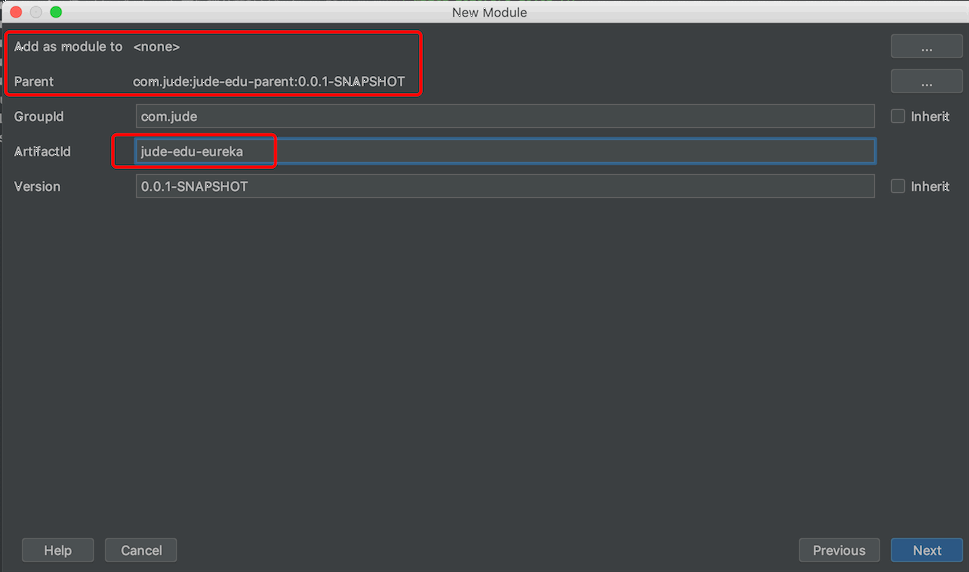 New Module
Add as module to <none>
...
Parent com.jude:jude-edu-parent:0.0.1-SNAPSHOT
...
GroupId com.jude Inherit
ArtifactId jude-edu-eureka
Version 0.0.1-SNAPSHOT Inherit
Help Cancel Previous Next